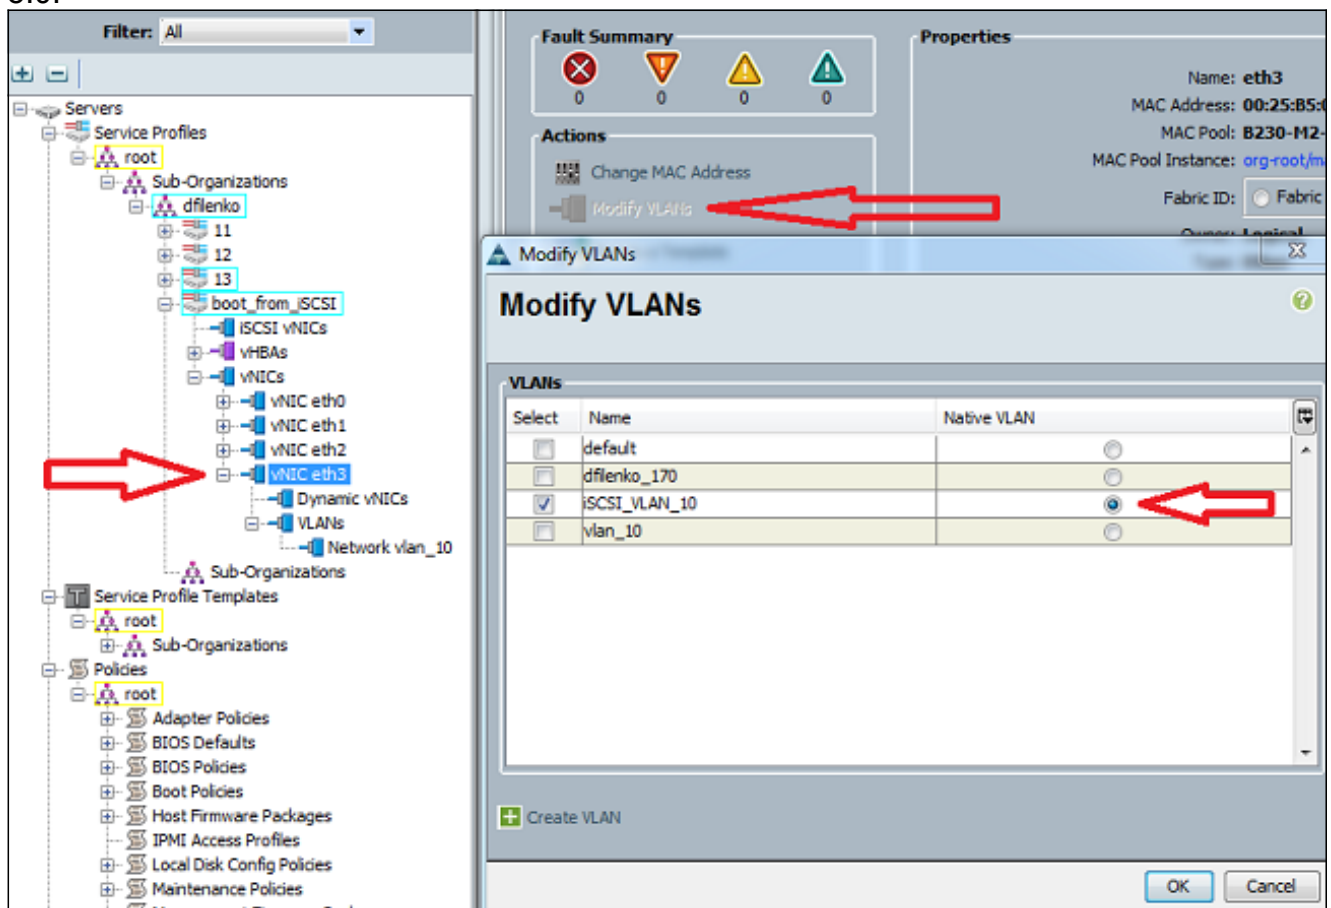 Filter: All
Servers
Service Profiles
root
Sub-Organizations
dfilenko
11
12
13
boot_from_iSCSI
iSCSI vNICs
vHBAs
vNICs
vNIC eth0
vNIC eth1
vNIC eth2
vNIC eth3
Dynamic vNICs
VLANs
Network vlan_10
Sub-Organizations
Service Profile Templates
root
Sub-Organizations
Policies
root
Adapter Policies
BIOS Defaults
BIOS Policies
Boot Policies
Host Firmware Packages
IPMI Access Profiles
Local Disk Config Policies
Maintenance Policies
Fault Summary
0 0 0 0
Actions
Change MAC Address
Modify VLANs
Properties
Name: eth3
MAC Address: 00:25:B5:
MAC Pool: B230-M2-
MAC Pool Instance: org-root/m
Fabric ID: Fabric
Owner: Logical
Modify VLANs
Modify VLANs
VLANs
Select Name Native VLAN
default
dfilenko_170
iSCSI_VLAN_10
vlan_10
Create VLAN
OK Cancel